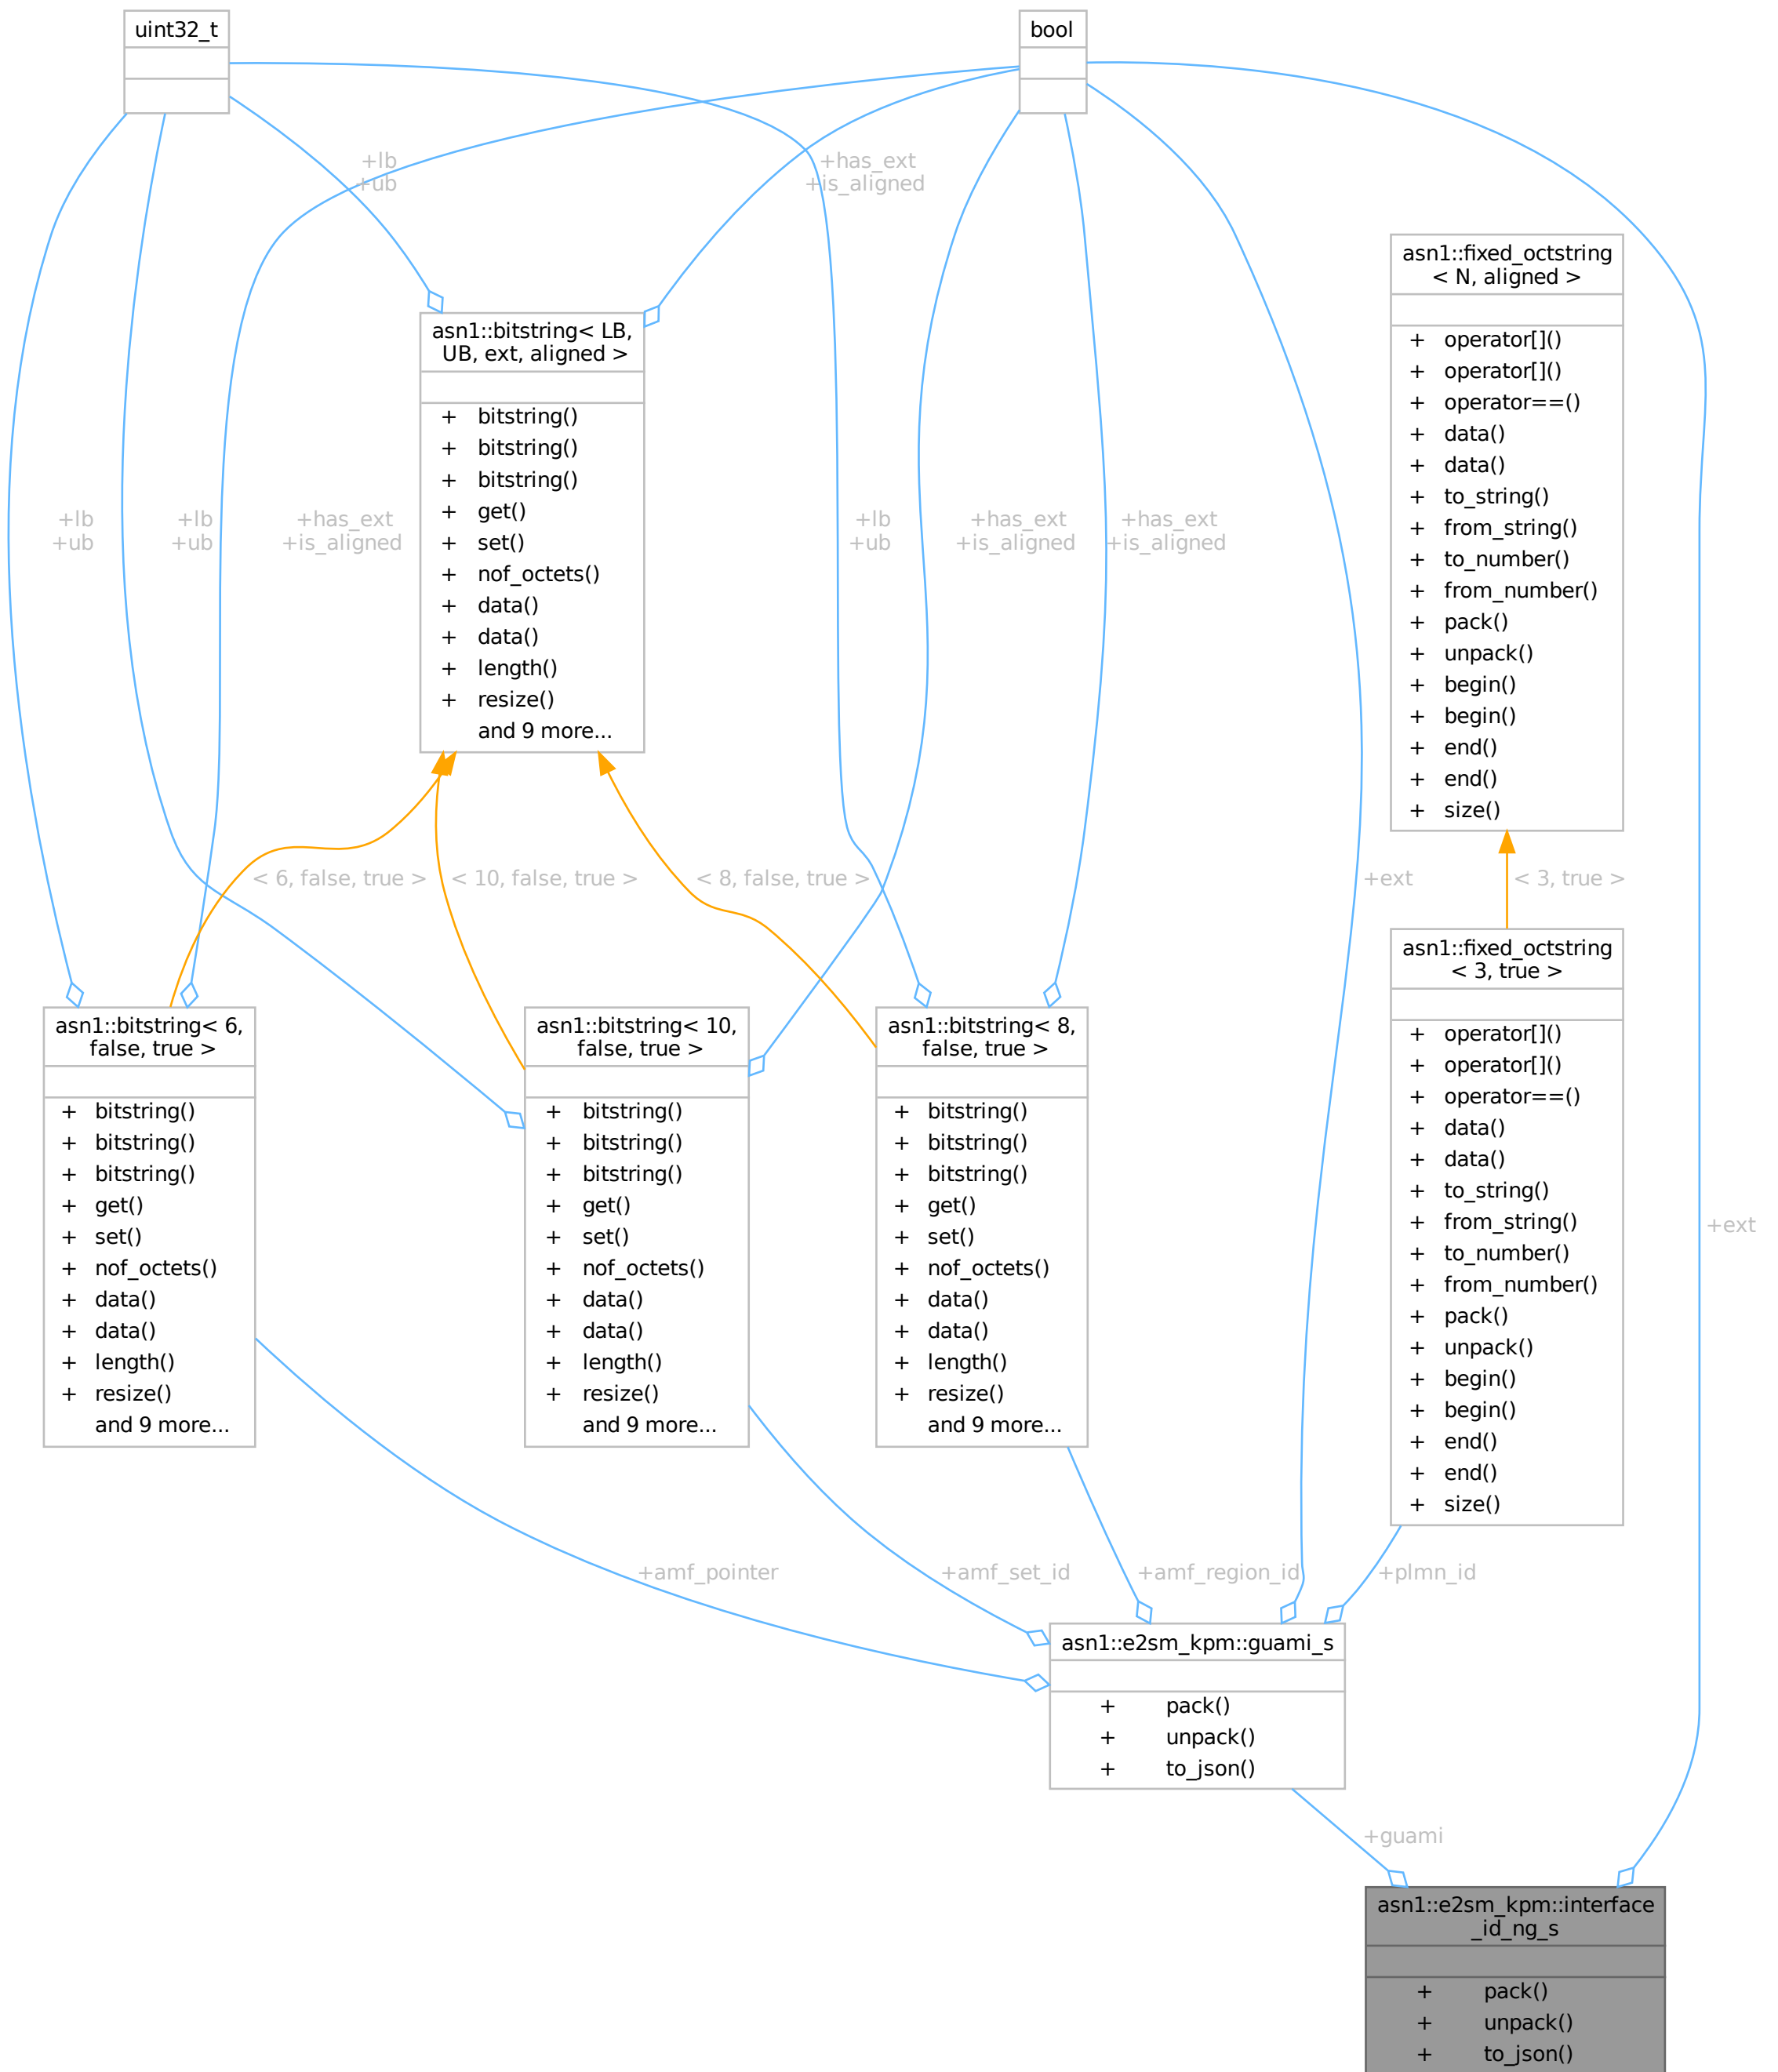 uint32_t
bool
+lb
+ub
+has_ext
+is_aligned
asn1::fixed_octstring
< N, aligned >
+ operator[]()
+ operator[]()
+ operator==()
+ data()
+ data()
+ to_string()
+ from_string()
+ to_number()
+ from_number()
+ pack()
+ unpack()
+ begin()
+ begin()
+ end()
+ end()
+ size()
asn1::bitstring< LB,
UB, ext, aligned >
+ bitstring()
+ bitstring()
+ bitstring()
+ get()
+ set()
+ nof_octets()
+ data()
+ data()
+ length()
+ resize()
and 9 more...
+lb
+ub
+lb
+ub
+has_ext
+is_aligned
+lb
+ub
+has_ext
+is_aligned
+has_ext
+is_aligned
< 6, false, true >
< 10, false, true >
< 8, false, true >
+ext
< 3, true >
asn1::bitstring< 6,
false, true >
+ bitstring()
+ bitstring()
+ bitstring()
+ get()
+ set()
+ nof_octets()
+ data()
+ data()
+ length()
+ resize()
and 9 more...
asn1::bitstring< 10,
false, true >
+ bitstring()
+ bitstring()
+ bitstring()
+ get()
+ set()
+ nof_octets()
+ data()
+ data()
+ length()
+ resize()
and 9 more...
asn1::bitstring< 8,
false, true >
+ bitstring()
+ bitstring()
+ bitstring()
+ get()
+ set()
+ nof_octets()
+ data()
+ data()
+ length()
+ resize()
and 9 more...
asn1::fixed_octstring
< 3, true >
+ operator[]()
+ operator[]()
+ operator==()
+ data()
+ data()
+ to_string()
+ from_string()
+ to_number()
+ from_number()
+ pack()
+ unpack()
+ begin()
+ begin()
+ end()
+ end()
+ size()
+ext
+amf_pointer
+amf_set_id
+amf_region_id
+plmn_id
asn1::e2sm_kpm::guami_s
+ pack()
+ unpack()
+ to_json()
+guami
asn1::e2sm_kpm::interface
_id_ng_s
+ pack()
+ unpack()
+ to_json()